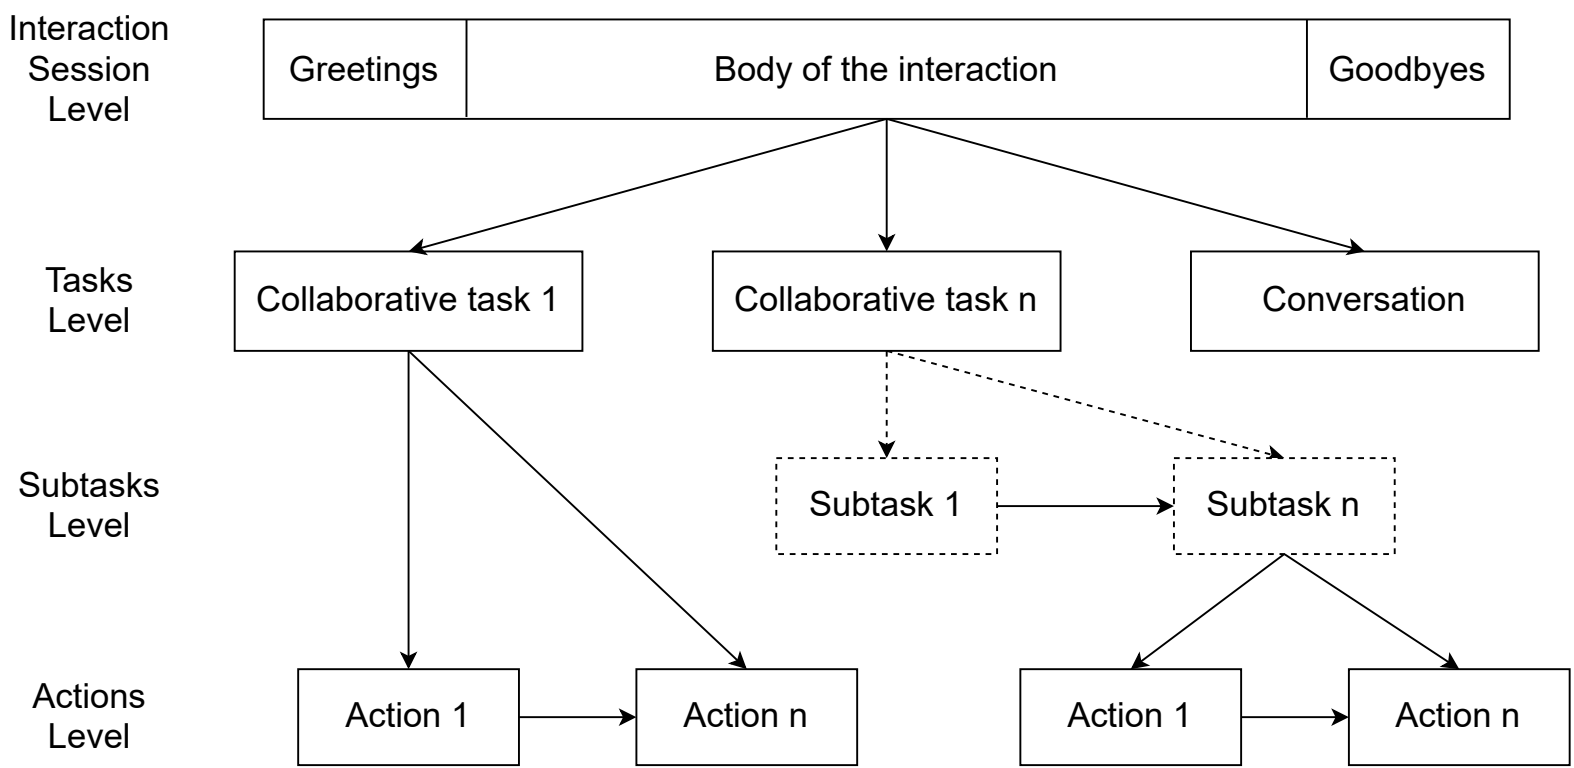 Interaction
Session
Level
Greetings
Body of the interaction
Goodbyes
Tasks
Level
Collaborative task 1
Collaborative task n
Conversation
Subtasks
Level
Subtask 1
Subtask n
Actions
Level
Action 1
Action n
Action 1
Action n